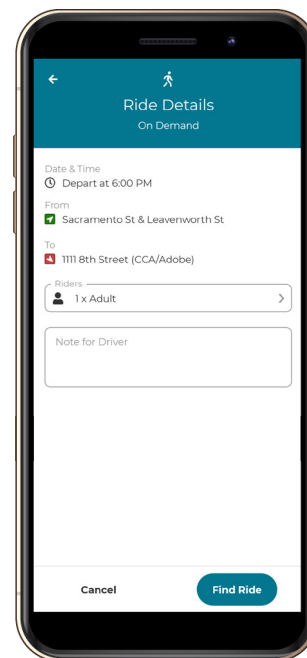 Ride Details
On Demand
Date & Time
Depart at 6:00 PM
From
Sacramento St & Leavenworth St
To
1111 8th Street (CCA/Adobe)
Riders
1 x Adult
Note for Driver
Cancel
Find Ride